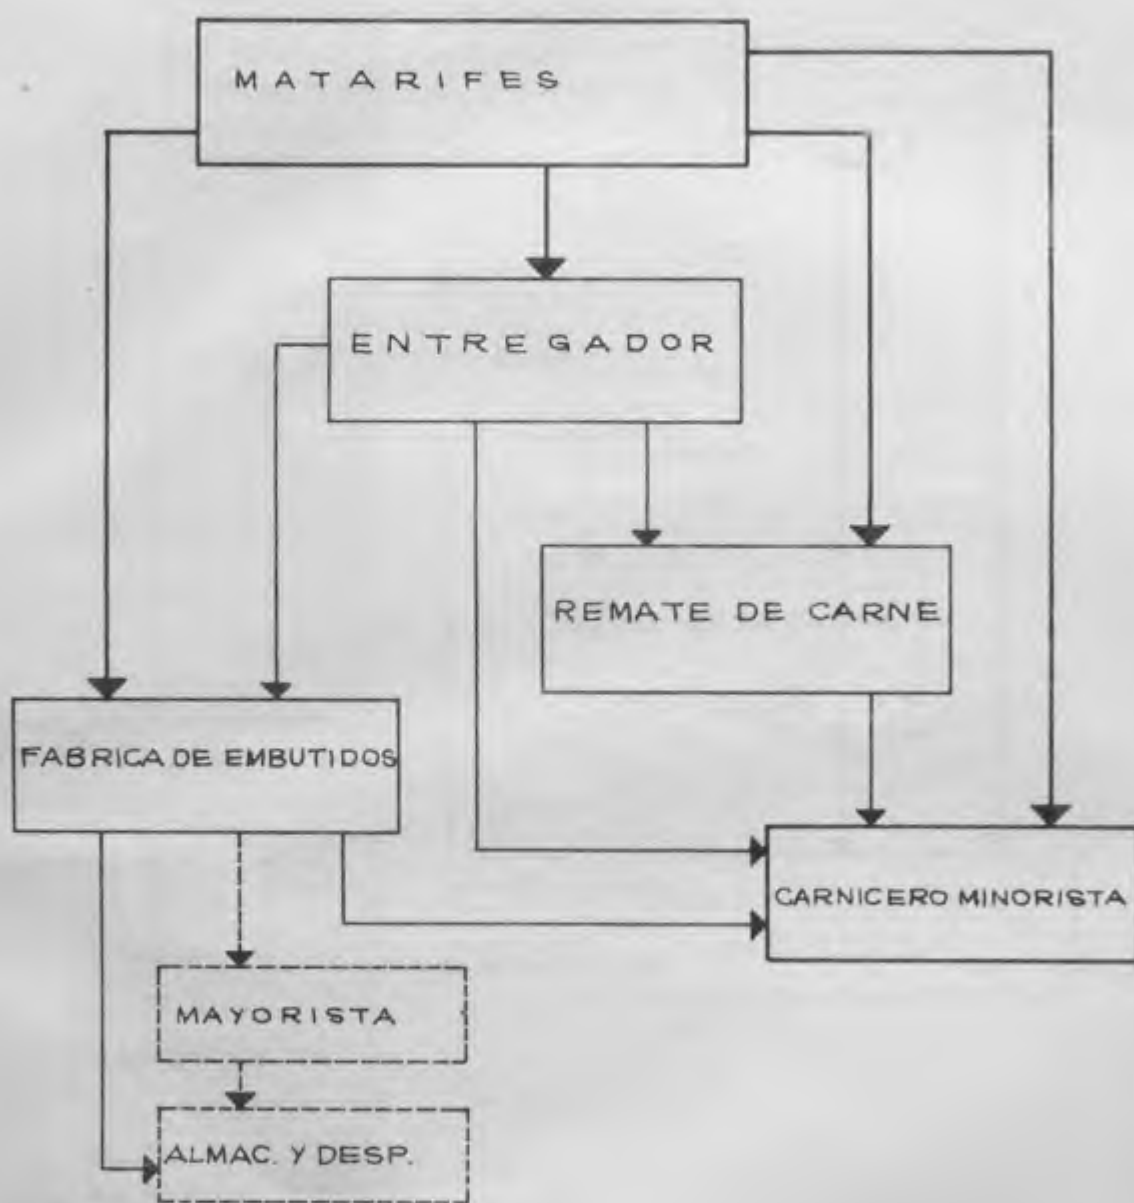 MATARIFES
ENTREGADOR
REMATE DE CARNE
FABRICA DE EMBUTIDOS
CARNICERO MINORISTA
MAYORISTA
ALMAC. Y DESP.